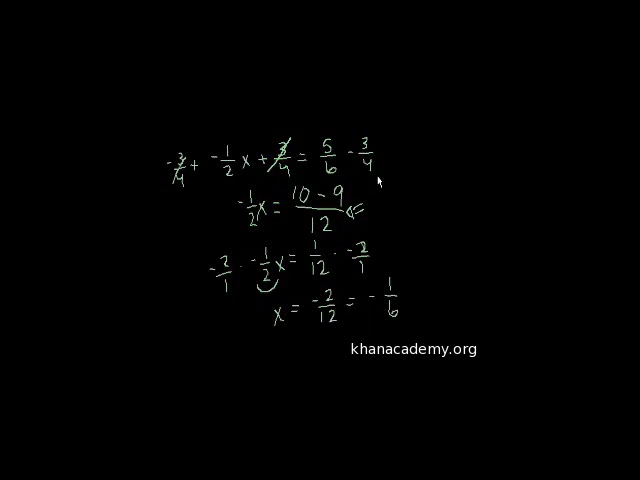 -3/4 + -1/2 x + 3/4 = 5/6 - 3/4
-1/2 x = 10 - 9/12 ⇐
-2/1 · -1/2 x = 1/12 · -2/1
x = -2/12 = -1/6
khanacademy.org